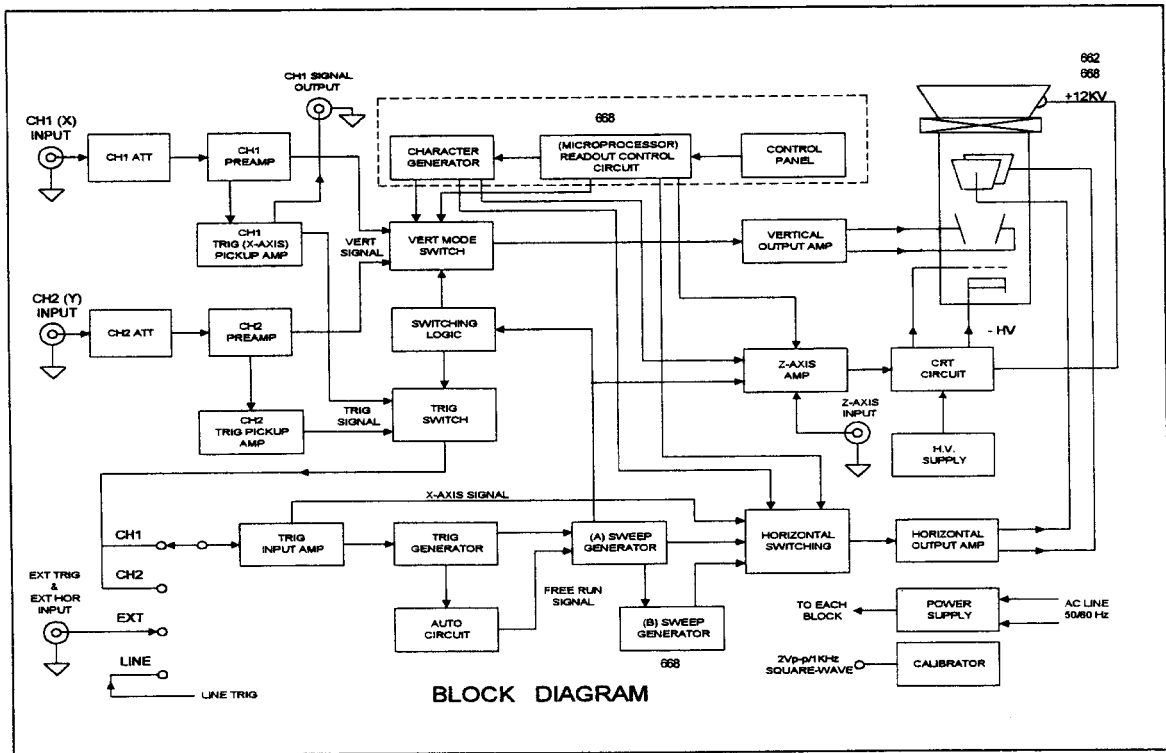 662
668
+12KV
CH1 SIGNAL
OUTPUT
CH1 (X)
INPUT
CH1 ATT
CH1
PREAMP
668
CHARACTER
GENERATOR
(MICROPROCESSOR)
READOUT CONTROL
CIRCUIT
CONTROL
PANEL
CH1
TRIG (X-AXIS)
PICKUP AMP
VERT
SIGNAL
VERT MODE
SWITCH
VERTICAL
OUTPUT AMP
CH2 (Y)
INPUT
CH2 ATT
CH2
PREAMP
SWITCHING
LOGIC
- HV
Z-AXIS
AMP
CRT
CIRCUIT
CH2
TRIG PICKUP
AMP
TRIG
SIGNAL
TRIG
SWITCH
Z-AXIS
INPUT
H.V.
SUPPLY
X-AXIS SIGNAL
CH1
TRIG
INPUT AMP
TRIG
GENERATOR
(A) SWEEP
GENERATOR
HORIZONTAL
SWITCHING
HORIZONTAL
OUTPUT AMP
CH2
EXT TRIG
&
EXT HOR
INPUT
EXT
LINE
LINE TRIG
AUTO
CIRCUIT
FREE RUN
SIGNAL
(B) SWEEP
GENERATOR
668
TO EACH
BLOCK
POWER
SUPPLY
AC LINE
50/60 Hz
2Vp-p/1KHz
SQUARE-WAVE
CALIBRATOR
BLOCK DIAGRAM